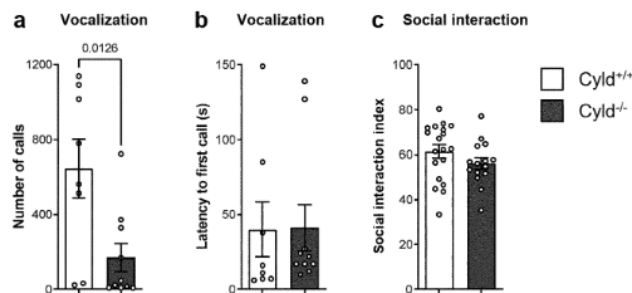 a Vocalization
0.0126
Number of calls
1200
800
400
0
b Vocalization
Latency to first call (s)
150
100
50
0
c Social interaction
Social interaction index
100
80
60
40
20
0
Cyld+/+
Cyld-/-